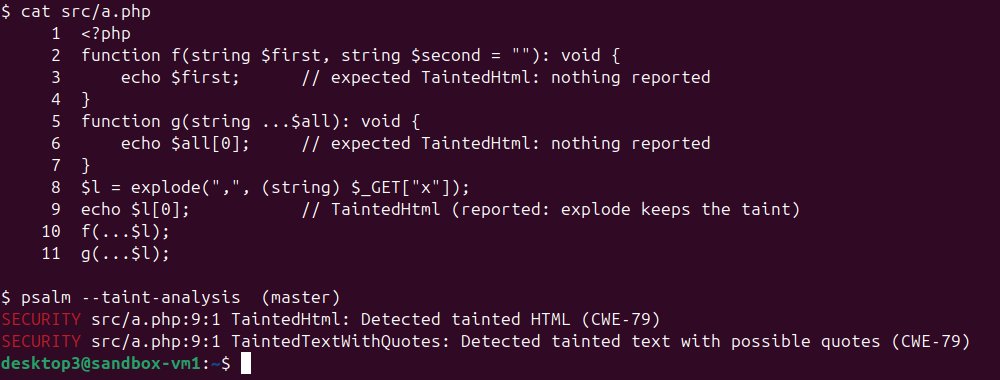 $ cat src/a.php
     1  <?php
     2  function f(string $first, string $second = ""): void {
     3      echo $first;      // expected TaintedHtml: nothing reported
     4  }
     5  function g(string ...$all): void {
     6      echo $all[0];     // expected TaintedHtml: nothing reported
     7  }
     8  $l = explode(",", (string) $_GET["x"]);
     9  echo $l[0];           // TaintedHtml (reported: explode keeps the taint)
    10  f(...$l);
    11  g(...$l);
$ psalm --taint-analysis  (master)
SECURITY src/a.php:9:1 TaintedHtml: Detected tainted HTML (CWE-79)
SECURITY src/a.php:9:1 TaintedTextWithQuotes: Detected tainted text with possible quotes (CWE-79)
desktop3@sandbox-vm1:~$